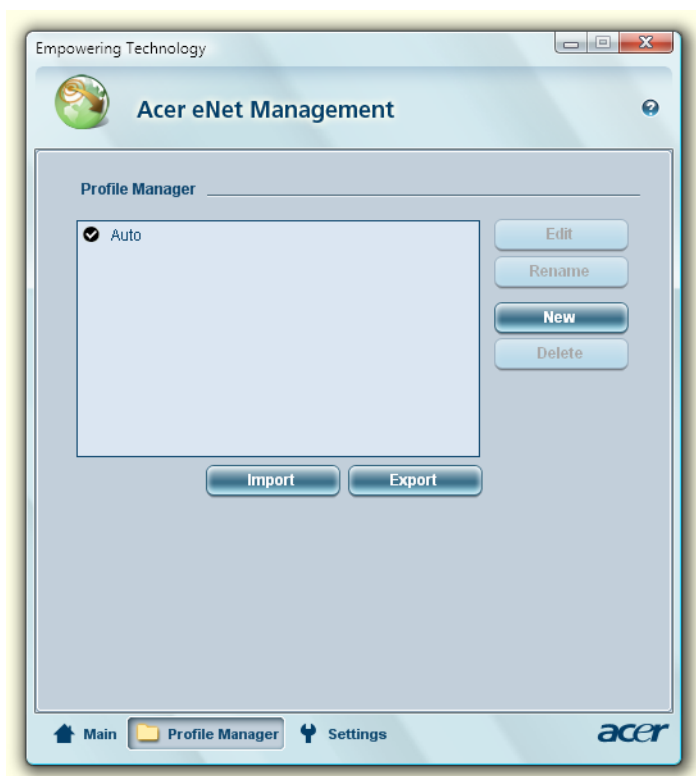 Empowering Technology
Acer eNet Management
Profile Manager
Auto
Edit
Rename
New
Delete
Import
Export
Main
Profile Manager
Settings
acer